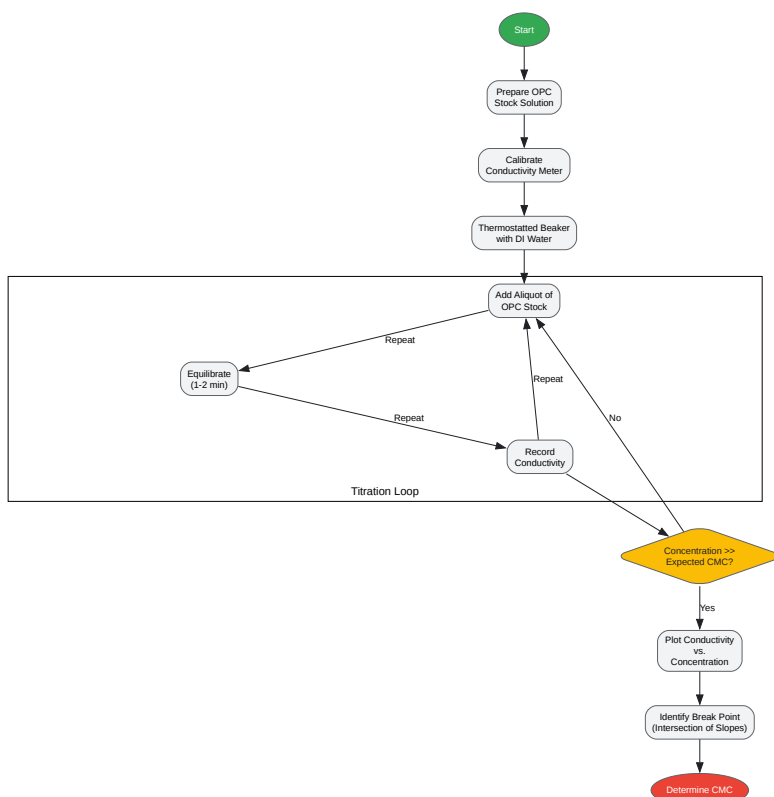 Start
Prepare OPC
Stock Solution
Calibrate
Conductivity Meter
Thermostatted Beaker
with DI Water
Add Aliquot of
OPC Stock
Repeat
Equilibrate
(1-2 min)
Repeat
Repeat
No
Record
Conductivity
Titration Loop
Concentration >>
Expected CMC?
Yes
Plot Conductivity
vs.
Concentration
Identify Break Point
(Intersection of Slopes)
Determine CMC